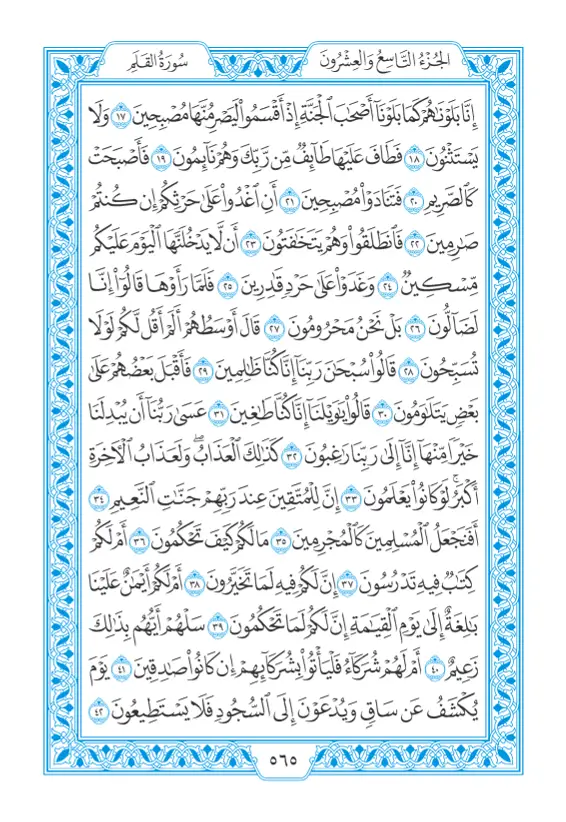 الجُزْءُ التَّاسِعُ وَالعِشْرُونَ
سُورَةُ القَلَمِ
إِنَّا بَلَوْنَٰهُمْ كَمَا بَلَوْنَآ أَصْحَٰبَ ٱلْجَنَّةِ إِذْ أَقْسَمُوا۟ لَيَصْرِمُنَّهَا مُصْبِحِينَ ١٧ وَلَا
يَسْتَثْنُونَ ١٨ فَطَافَ عَلَيْهَا طَآئِفٌ مِّن رَّبِّكَ وَهُمْ نَآئِمُونَ ١٩ فَأَصْبَحَتْ
كَٱلصَّرِيمِ ٢٠ فَتَنَادَوْا۟ مُصْبِحِينَ ٢١ أَنِ ٱغْدُوا۟ عَلَىٰ حَرْثِكُمْ إِن كُنتُمْ
صَٰرِمِينَ ٢٢ فَٱنطَلَقُوا۟ وَهُمْ يَتَخَٰفَتُونَ ٢٣ أَن لَّا يَدْخُلَنَّهَا ٱلْيَوْمَ عَلَيْكُم
مِّسْكِينٌ ٢٤ وَغَدَوْا۟ عَلَىٰ حَرْدٍ قَٰدِرِينَ ٢٥ فَلَمَّا رَأَوْهَا قَالُوٓا۟ إِنَّا
لَضَآلُّونَ ٢٦ بَلْ نَحْنُ مَحْرُومُونَ ٢٧ قَالَ أَوْسَطُهُمْ أَلَمْ أَقُل لَّكُمْ لَوْلَا
تُسَبِّحُونَ ٢٨ قَالُوا۟ سُبْحَٰنَ رَبِّنَآ إِنَّا كُنَّا ظَٰلِمِينَ ٢٩ فَأَقْبَلَ بَعْضُهُمْ عَلَىٰ
بَعْضٍ يَتَلَٰوَمُونَ ٣٠ قَالُوا۟ يَٰوَيْلَنَآ إِنَّا كُنَّا طَٰغِينَ ٣١ عَسَىٰ رَبُّنَآ أَن يُبْدِلَنَا
خَيْرًا مِّنْهَآ إِنَّآ إِلَىٰ رَبِّنَا رَٰغِبُونَ ٣٢ كَذَٰلِكَ ٱلْعَذَابُ ۖ وَلَعَذَابُ ٱلْءَاخِرَةِ
أَكْبَرُ ۚ لَوْ كَانُوا۟ يَعْلَمُونَ ٣٣ إِنَّ لِلْمُتَّقِينَ عِندَ رَبِّهِمْ جَنَّٰتِ ٱلنَّعِيمِ ٣٤
أَفَنَجْعَلُ ٱلْمُسْلِمِينَ كَٱلْمُجْرِمِينَ ٣٥ مَا لَكُمْ كَيْفَ تَحْكُمُونَ ٣٦ أَمْ لَكُمْ
كِتَٰبٌ فِيهِ تَدْرُسُونَ ٣٧ إِنَّ لَكُمْ فِيهِ لَمَا تَخَيَّرُونَ ٣٨ أَمْ لَكُمْ أَيْمَٰنٌ عَلَيْنَا
بَٰلِغَةٌ إِلَىٰ يَوْمِ ٱلْقِيَٰمَةِ إِنَّ لَكُمْ لَمَا تَحْكُمُونَ ٣٩ سَلْهُمْ أَيُّهُم بِذَٰلِكَ
زَعِيمٌ ٤٠ أَمْ لَهُمْ شُرَكَآءُ فَلْيَأْتُوا۟ بِشُرَكَآئِهِمْ إِن كَانُوا۟ صَٰدِقِينَ ٤١ يَوْمَ
يُكْشَفُ عَن سَاقٍ وَيُدْعَوْنَ إِلَى ٱلسُّجُودِ فَلَا يَسْتَطِيعُونَ ٤٢
٥٦٥